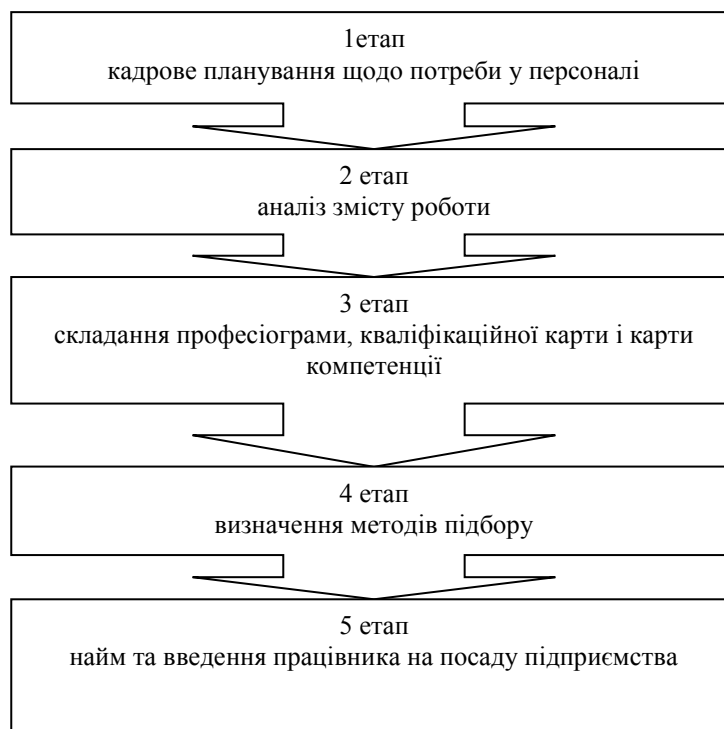 1етап
кадрове планування щодо потреби у персоналі
2 етап
аналіз змісту роботи
3 етап
складання професіограми, кваліфікаційної карти і карти
компетенції
4 етап
визначення методів підбору
5 етап
найм та введення працівника на посаду підприємства